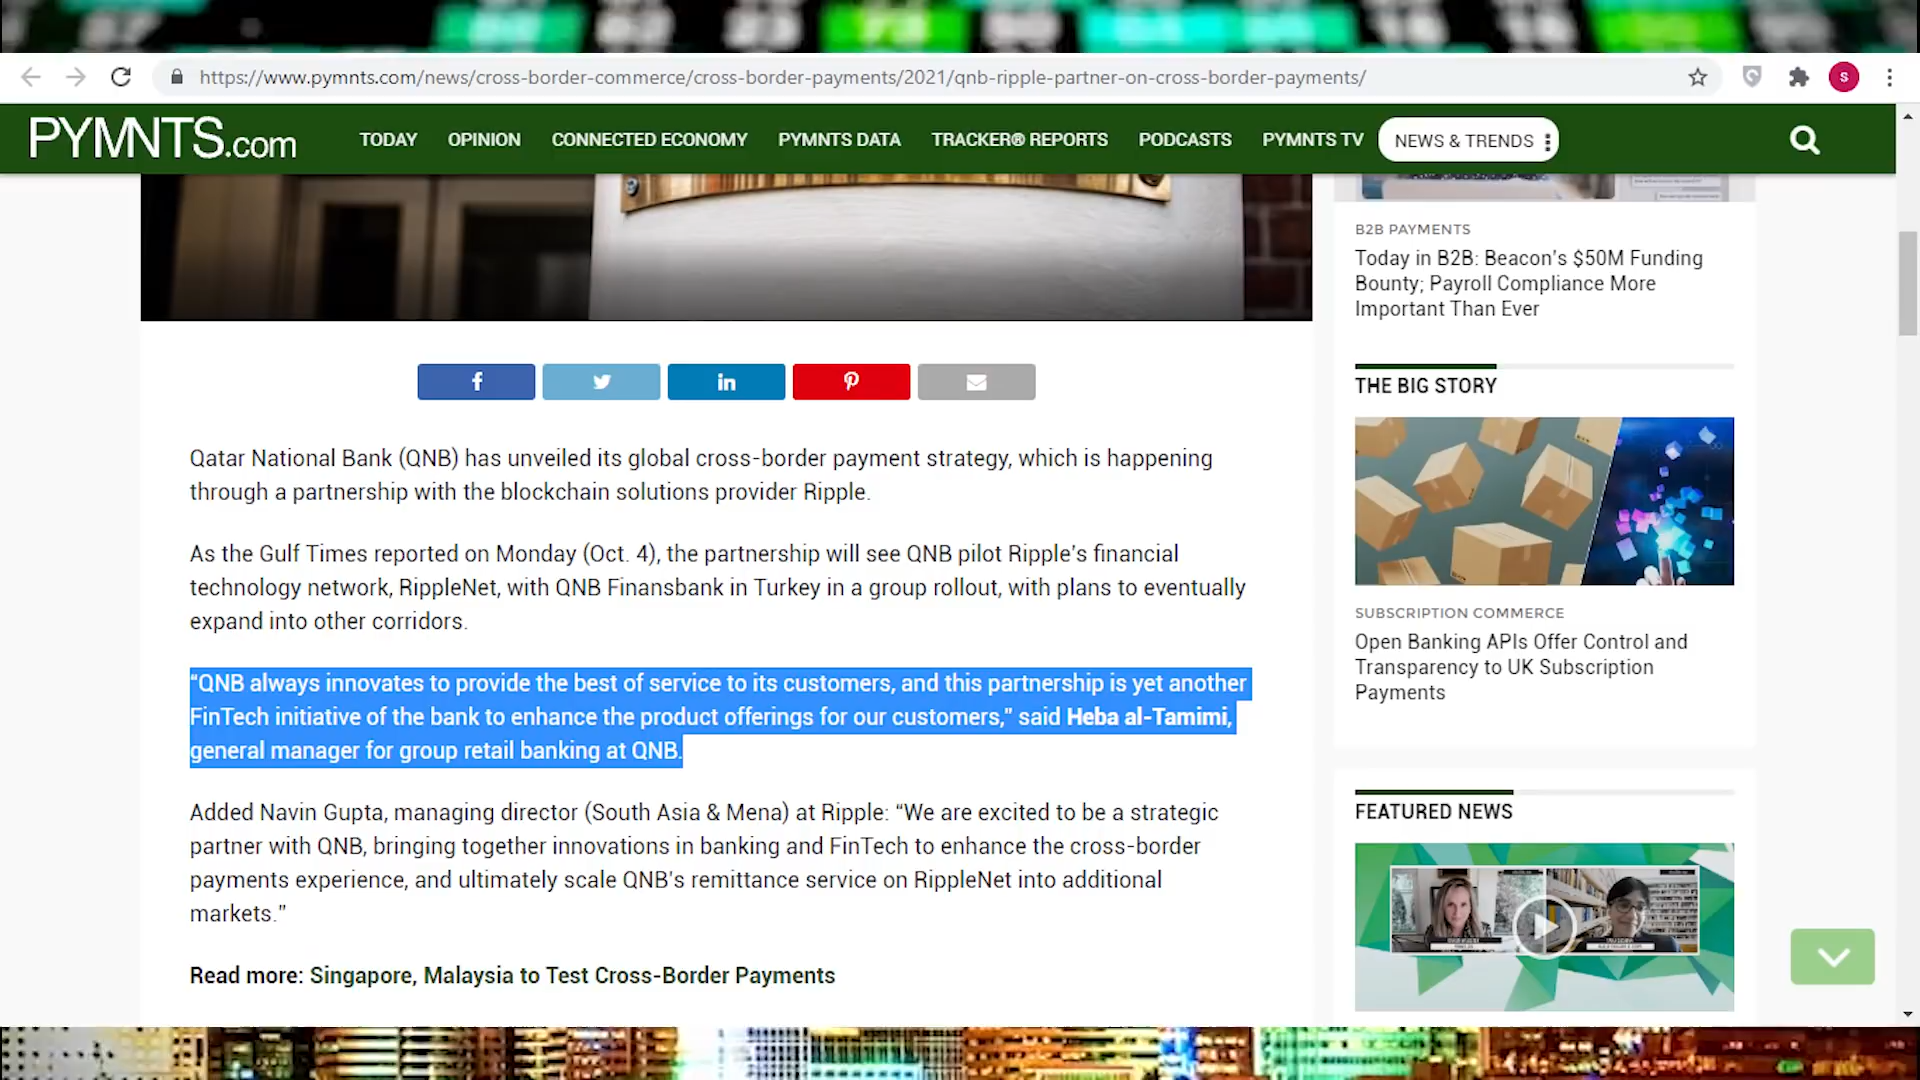 https://www.pymnts.com/news/cross-border-commerce/cross-border-payments/2021/qnb-ripple-partner-on-cross-border-payments/
S
PYMNTS.com
TODAY OPINION CONNECTED ECONOMY PYMNTS DATA TRACKER® REPORTS PODCASTS PYMNTS TV NEWS & TRENDS
Qatar National Bank (QNB) has unveiled its global cross-border payment strategy, which is happening
through a partnership with the blockchain solutions provider Ripple.
As the Gulf Times reported on Monday (Oct. 4), the partnership will see QNB pilot Ripple’s financial
technology network, RippleNet, with QNB Finansbank in Turkey in a group rollout, with plans to eventually
expand into other corridors.
“QNB always innovates to provide the best of service to its customers, and this partnership is yet another
FinTech initiative of the bank to enhance the product offerings for our customers,” said Heba al-Tamimi,
general manager for group retail banking at QNB.
Added Navin Gupta, managing director (South Asia & Mena) at Ripple: “We are excited to be a strategic
partner with QNB, bringing together innovations in banking and FinTech to enhance the cross-border
payments experience, and ultimately scale QNB’s remittance service on RippleNet into additional
markets.”
Read more: Singapore, Malaysia to Test Cross-Border Payments
B2B PAYMENTS
Today in B2B: Beacon’s $50M Funding
Bounty; Payroll Compliance More
Important Than Ever
THE BIG STORY
SUBSCRIPTION COMMERCE
Open Banking APIs Offer Control and
Transparency to UK Subscription
Payments
FEATURED NEWS